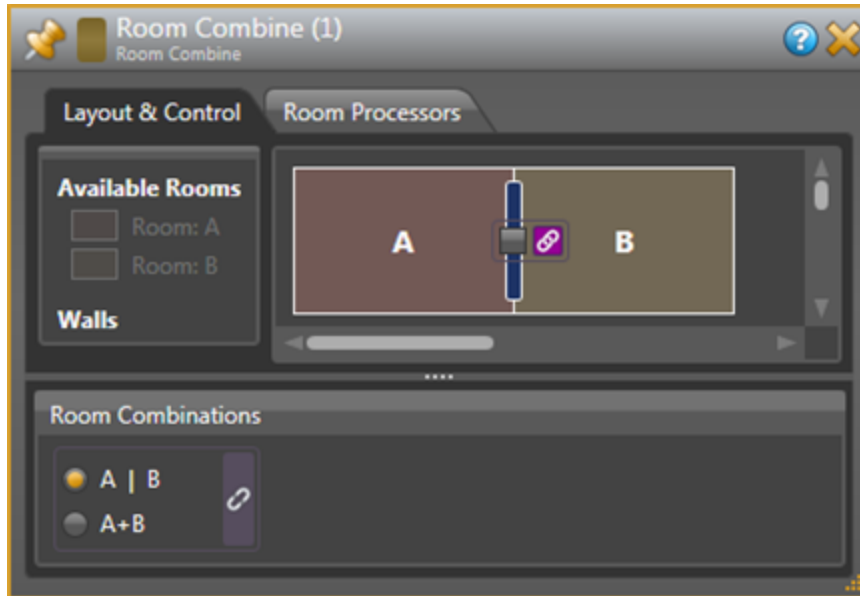 Room Combine (1)
Room Combine
Layout & Control
Room Processors
Available Rooms
Room: A
Room: B
Walls
A
B
Room Combinations
A | B
A+B